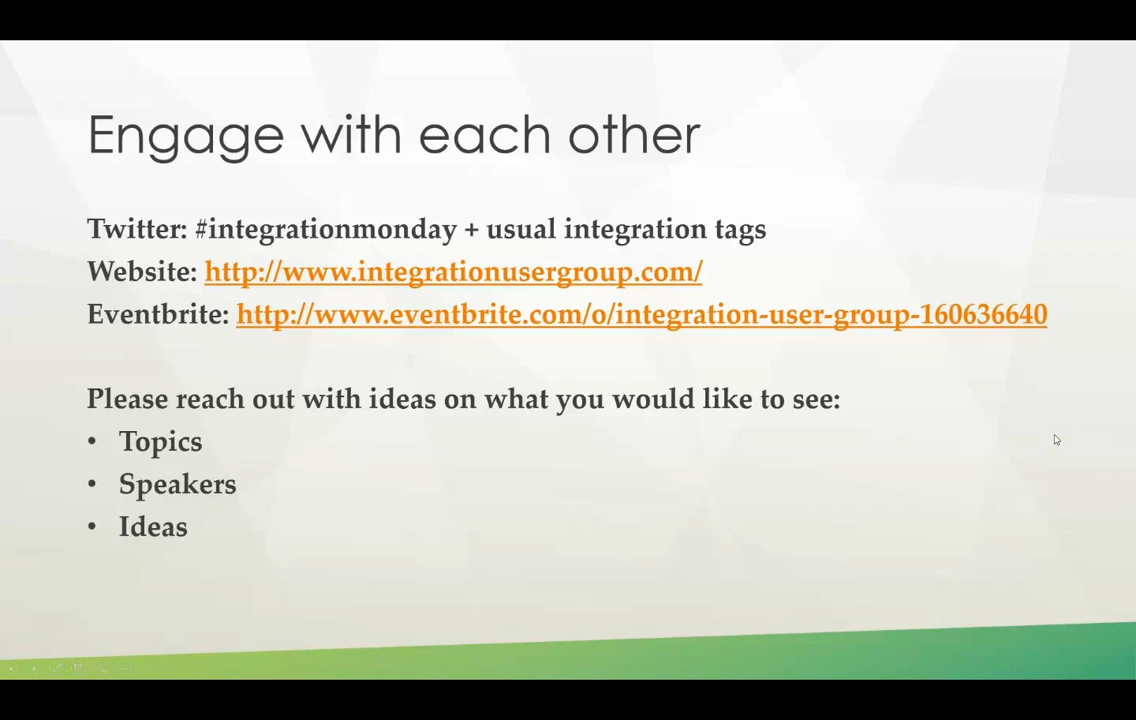 Engage with each other
Twitter: #integrationmonday + usual integration tags
Website: http://www.integrationusergroup.com/
Eventbrite: http://www.eventbrite.com/o/integration-user-group-160636640
Please reach out with ideas on what you would like to see:
• Topics
• Speakers
• Ideas